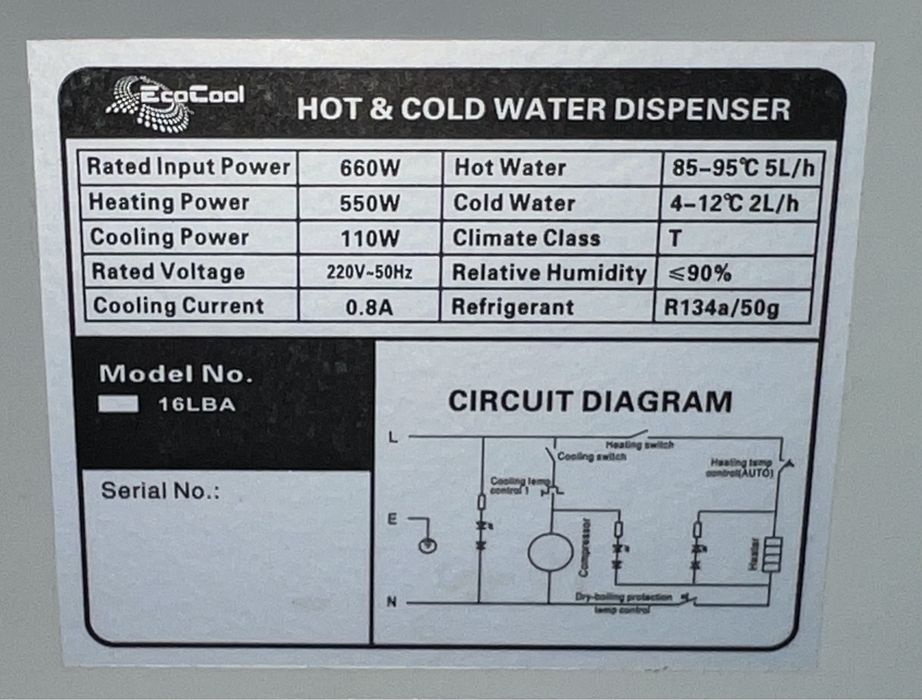 EcoCool
HOT & COLD WATER DISPENSER
Rated Input Power 660W Hot Water 85–95℃ 5L/h
Heating Power 550W Cold Water 4–12℃ 2L/h
Cooling Power 110W Climate Class T
Rated Voltage 220V~50Hz Relative Humidity ≤90%
Cooling Current 0.8A Refrigerant R134a/50g
Model No.
16LBA
Serial No.:
CIRCUIT DIAGRAM
L
Heating switch
Cooling switch
Heating temp
control(AUTO)
Cooling temp
control 1
E
Compressor
Heater
N
Dry-boiling protection
temp control